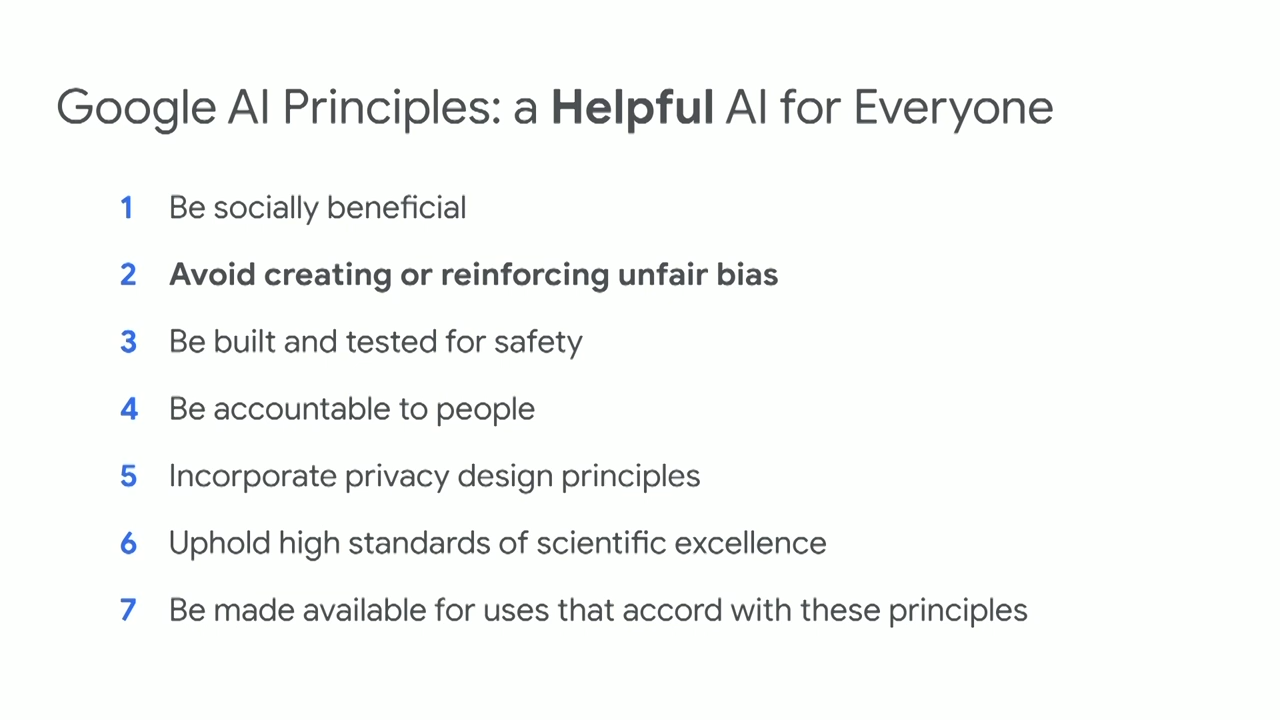 Google AI Principles: a Helpful AI for Everyone
1 Be socially beneficial
2 Avoid creating or reinforcing unfair bias
3 Be built and tested for safety
4 Be accountable to people
5 Incorporate privacy design principles
6 Uphold high standards of scientific excellence
7 Be made available for uses that accord with these principles